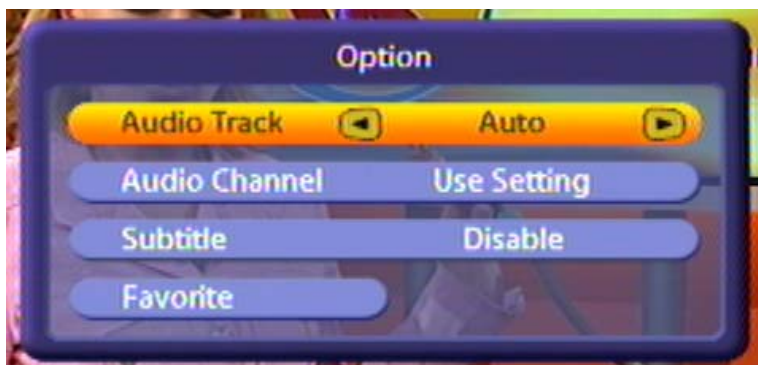 Option
Audio Track Auto
Audio Channel Use Setting
Subtitle Disable
Favorite